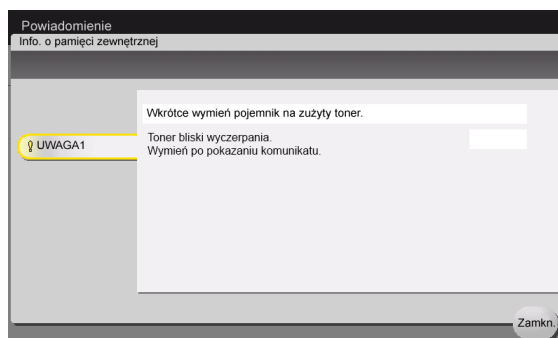 Powiadomienie
Info. o pamięci zewnętrznej
Wkrótce wymień pojemnik na zużyty toner.
UWAGA1
Toner bliski wyczerpania.
Wymień po pokazaniu komunikatu.
Zamkn.